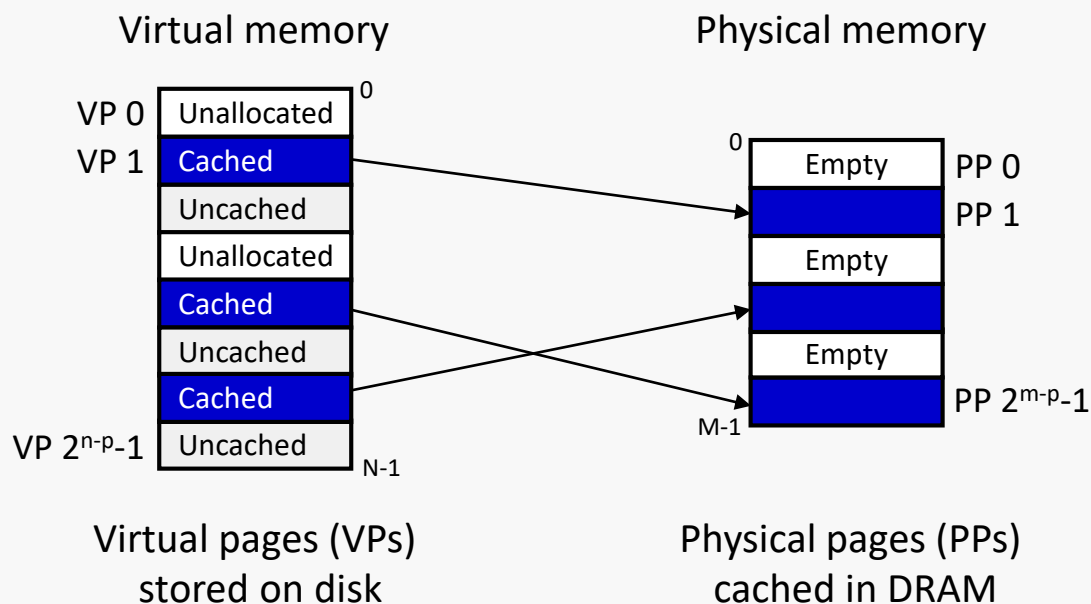 Virtual memory
Physical memory
0
VP 0 Unallocated
VP 1 Cached
Uncached
Unallocated
Cached
Uncached
Cached
VP 2ⁿ⁻ᵖ-1 Uncached
N-1
0
Empty PP 0
PP 1
Empty
Empty
PP 2ᵐ⁻ᵖ-1
M-1
Virtual pages (VPs)
stored on disk
Physical pages (PPs)
cached in DRAM